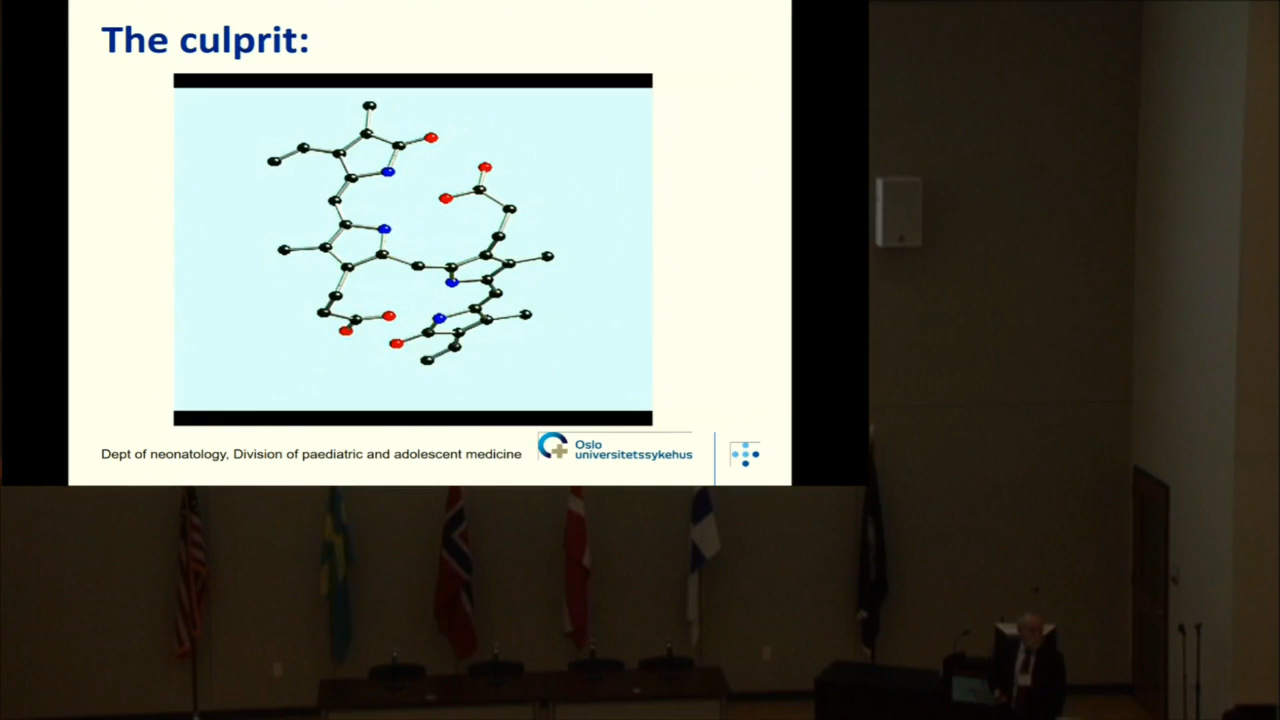 The culprit:
Dept of neonatology, Division of paediatric and adolescent medicine
Oslo
universitetssykehus